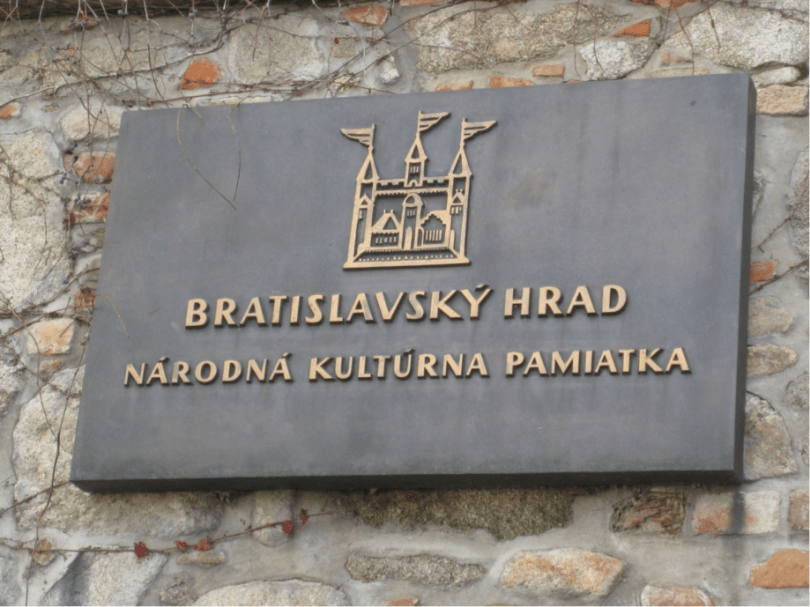 BRATISLAVSKÝ HRAD
NÁRODNÁ KULTÚRNA PAMIATKA